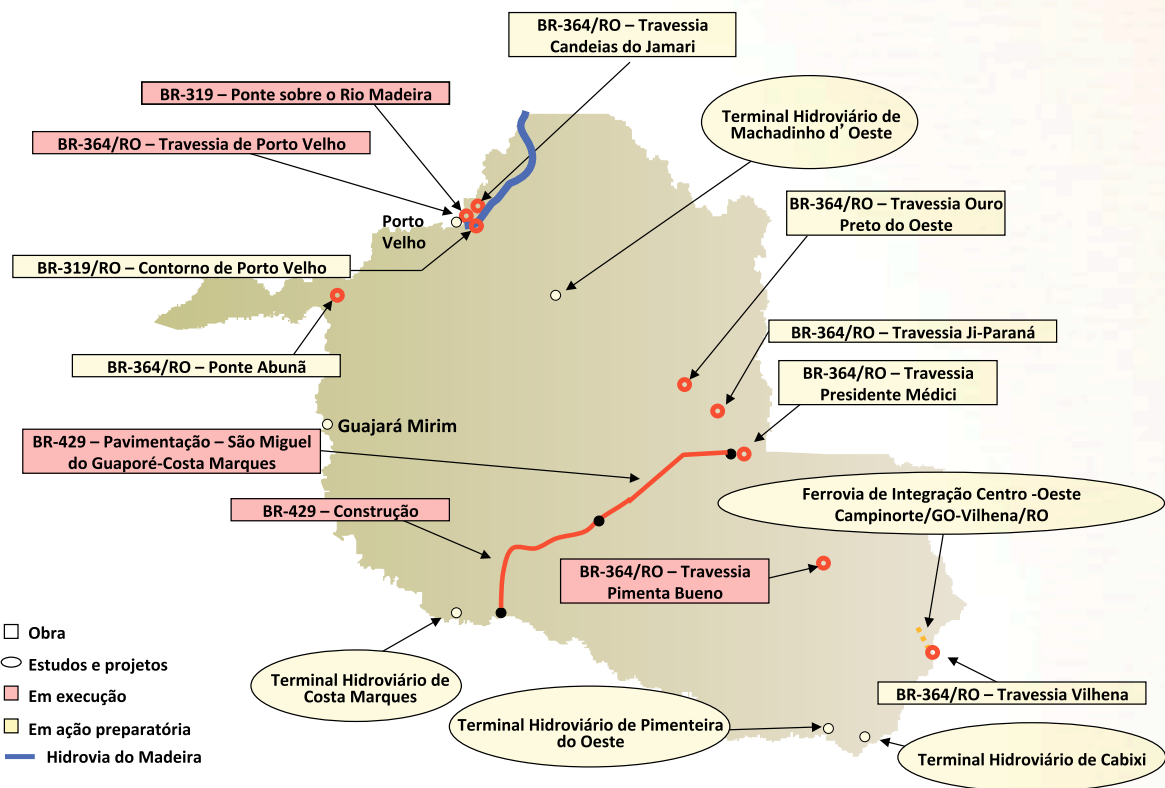 BR-364/RO – Travessia
Candeias do Jamari
BR-319 – Ponte sobre o Rio Madeira
Terminal Hidroviário de
Machadinho d’ Oeste
BR-364/RO – Travessia de Porto Velho
BR-364/RO – Travessia Ouro
Preto do Oeste
Porto
Velho
BR-319/RO – Contorno de Porto Velho
BR-364/RO – Travessia Ji-Paraná
BR-364/RO – Ponte Abunã
BR-364/RO – Travessia
Presidente Médici
Guajará Mirim
BR-429 – Pavimentação – São Miguel
do Guaporé-Costa Marques
Ferrovia de Integração Centro -Oeste
Campinorte/GO-Vilhena/RO
BR-429 – Construção
BR-364/RO – Travessia
Pimenta Bueno
Obra
Estudos e projetos
Em execução
Em ação preparatória
Hidrovia do Madeira
Terminal Hidroviário de
Costa Marques
BR-364/RO – Travessia Vilhena
Terminal Hidroviário de Pimenteira
do Oeste
Terminal Hidroviário de Cabixi